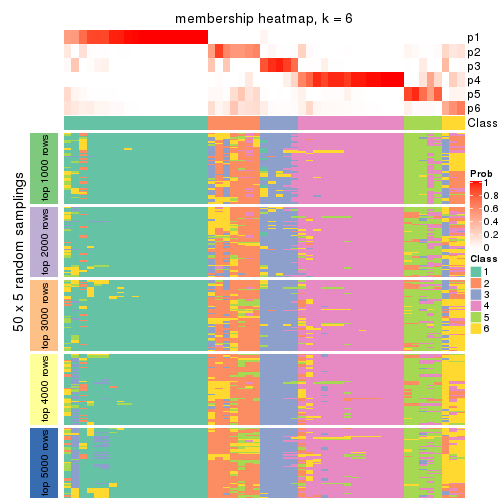 membership heatmap, k = 6
p1
p2
p3
p4
p5
p6
Class
50 x 5 random samplings
top 1000 rows
top 2000 rows
top 3000 rows
top 4000 rows
top 5000 rows
Prob
1
0.8
0.6
0.4
0.2
0
Class
1
2
3
4
5
6